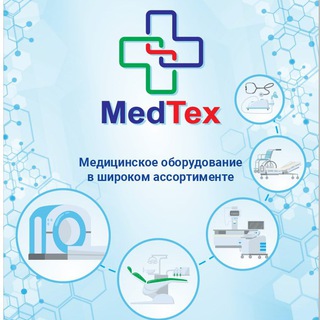 MedTex
Медицинское оборудование
в широком ассортименте